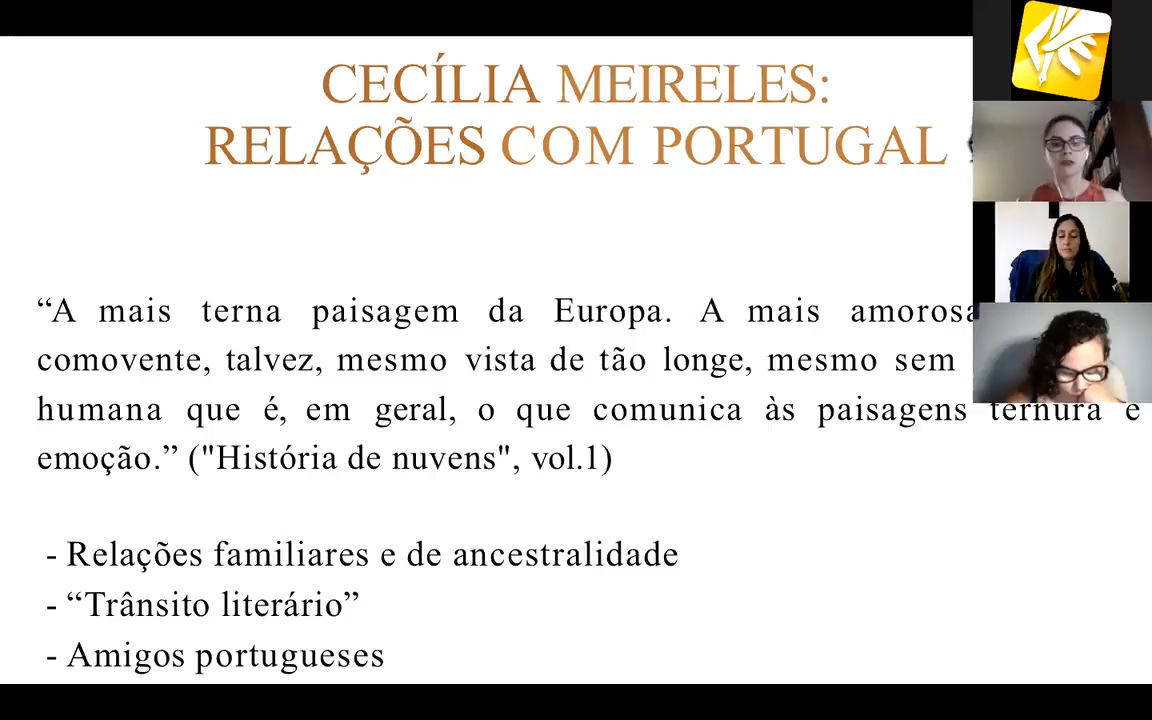 CECÍLIA MEIRELES:
RELAÇÕES COM PORTUGAL
“A mais terna paisagem da Europa. A mais amorosa
comovente, talvez, mesmo vista de tão longe, mesmo sem
humana que é, em geral, o que comunica às paisagens ternura e
emoção.” ("História de nuvens", vol.1)
- Relações familiares e de ancestralidade
- “Trânsito literário”
- Amigos portugueses